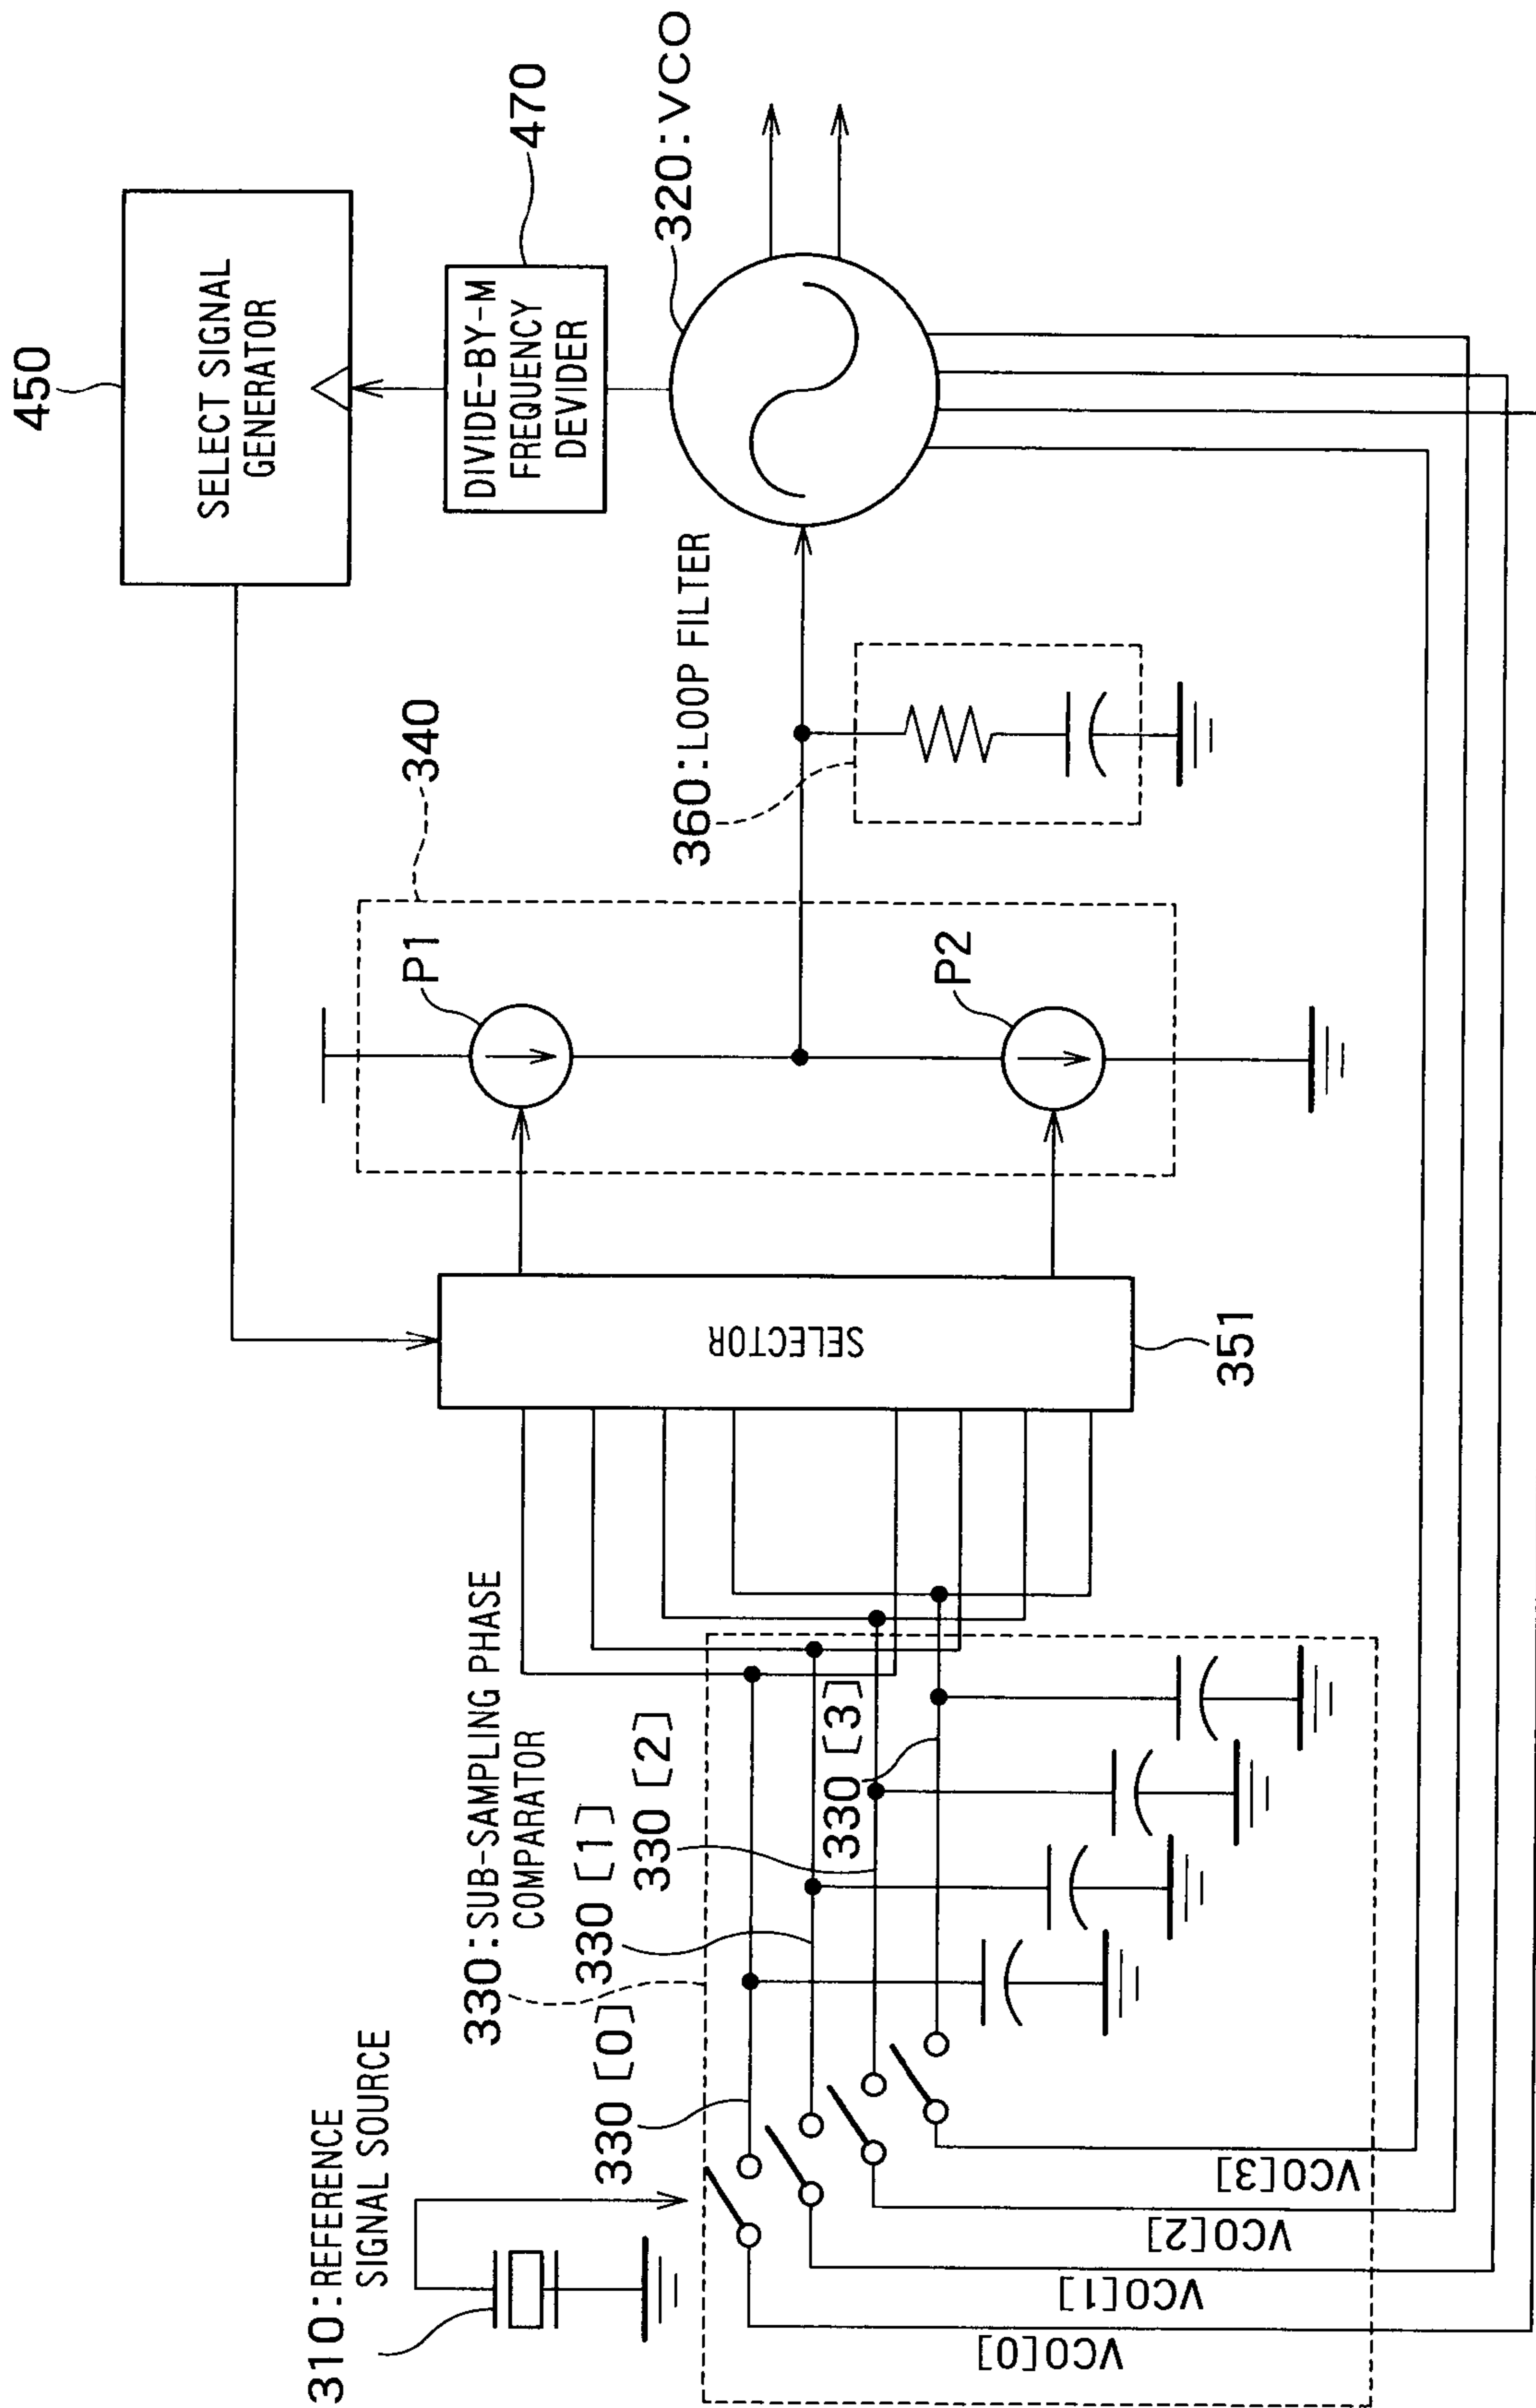 450
SELECT SIGNAL
GENERATOR
470
DIVIDE-BY-M
FREQUENCY
DEVIDER
320:VCO
340
P1
P2
360:LOOP FILTER
SELECTOR
351
310:REFERENCE
SIGNAL SOURCE
330:SUB-SAMPLING PHASE
COMPARATOR
330 [0]
330 [1]
330 [2]
330 [3]
VCO[0]
VCO[1]
VCO[2]
VCO[3]